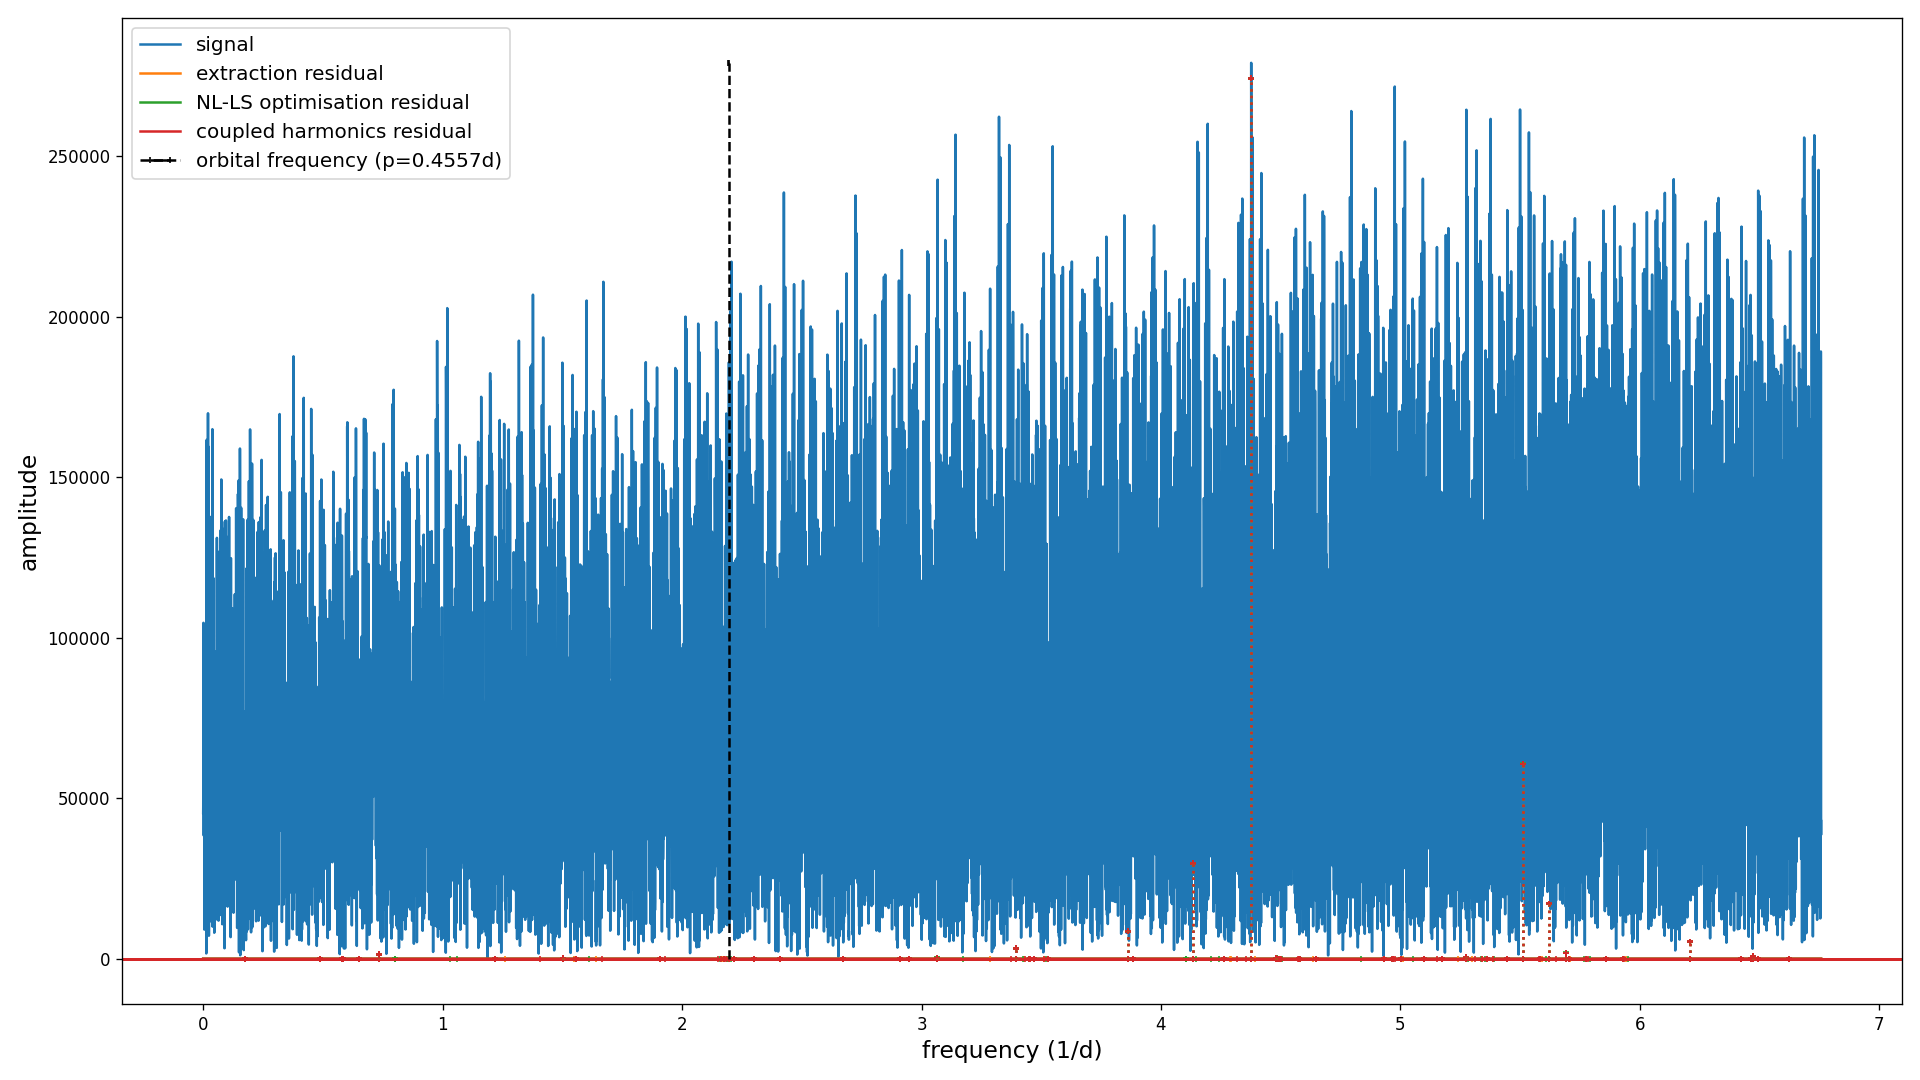 signal
extraction residual
NL-LS optimisation residual
coupled harmonics residual
orbital frequency (p=0.4557d)
amplitude
250000
200000
150000
100000
50000
0
0 1 2 3 4 5 6 7
frequency (1/d)